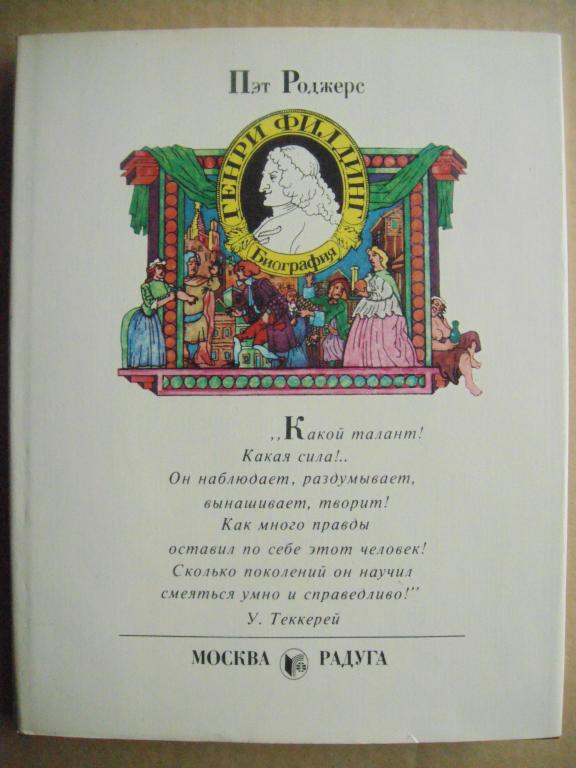 Пэт Роджерс
ГЕНРИ ФИЛДИНГ
Биография
,,Какой талант!
Какая сила!..
Он наблюдает, раздумывает,
вынашивает, творит!
Как много правды
оставил по себе этот человек!
Сколько поколений он научил
смеяться умно и справедливо!”
У. Теккерей
МОСКВА РАДУГА